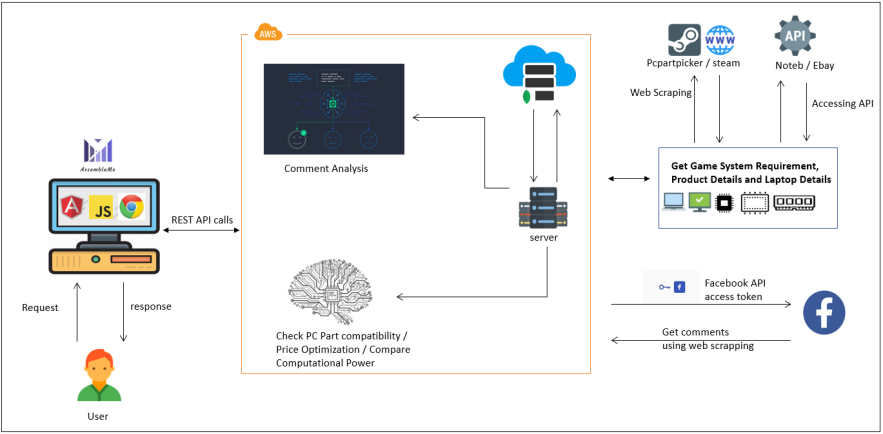 AWS
Comment Analysis
server
Check PC Part compatibility /
Price Optimization / Compare
Computational Power
AssembleMe
JS
REST API calls
Request
response
User
WWW
API
Pcpartpicker / steam
Noteb / Ebay
Web Scraping
Accessing API
Get Game System Requirement,
Product Details and Laptop Details
Facebook API
access token
Get comments
using web scrapping